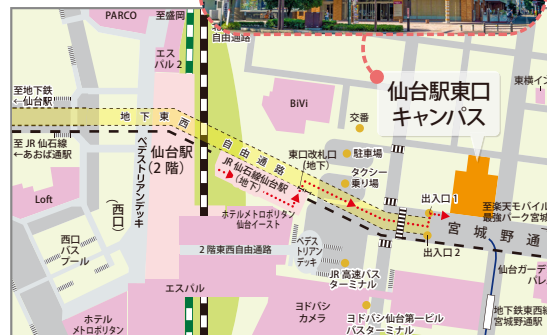 PARCO
至盛岡
自由通路
エス
パル 2
東横イン
仙台駅東口
キャンパス
BiVi
交番
至地下鉄
←仙台駅
地下東西自由通路
至 JR 仙石線
←あおば通駅
ペデストリアンデッキ
仙台駅
(2 階)
JR 仙石線仙台駅
(地下)
東口改札口
(地下)
駐車場
タクシー
乗り場
出入口 1
至楽天モバイル
最強パーク宮城
Loft
(西口)
ホテルメトロポリタン
仙台イースト
宮城野通
西口
バス
プール
2 階東西自由通路
ペデス
トリアン
デッキ
出入口 2
JR 高速バス
ターミナル
仙台ガーデ
パレ
エスパル
ヨドバシ
カメラ
ヨドバシ仙台第一ビル
バスターミナル
地下鉄東西線
宮城野通駅
ホテル
メトロポリタン